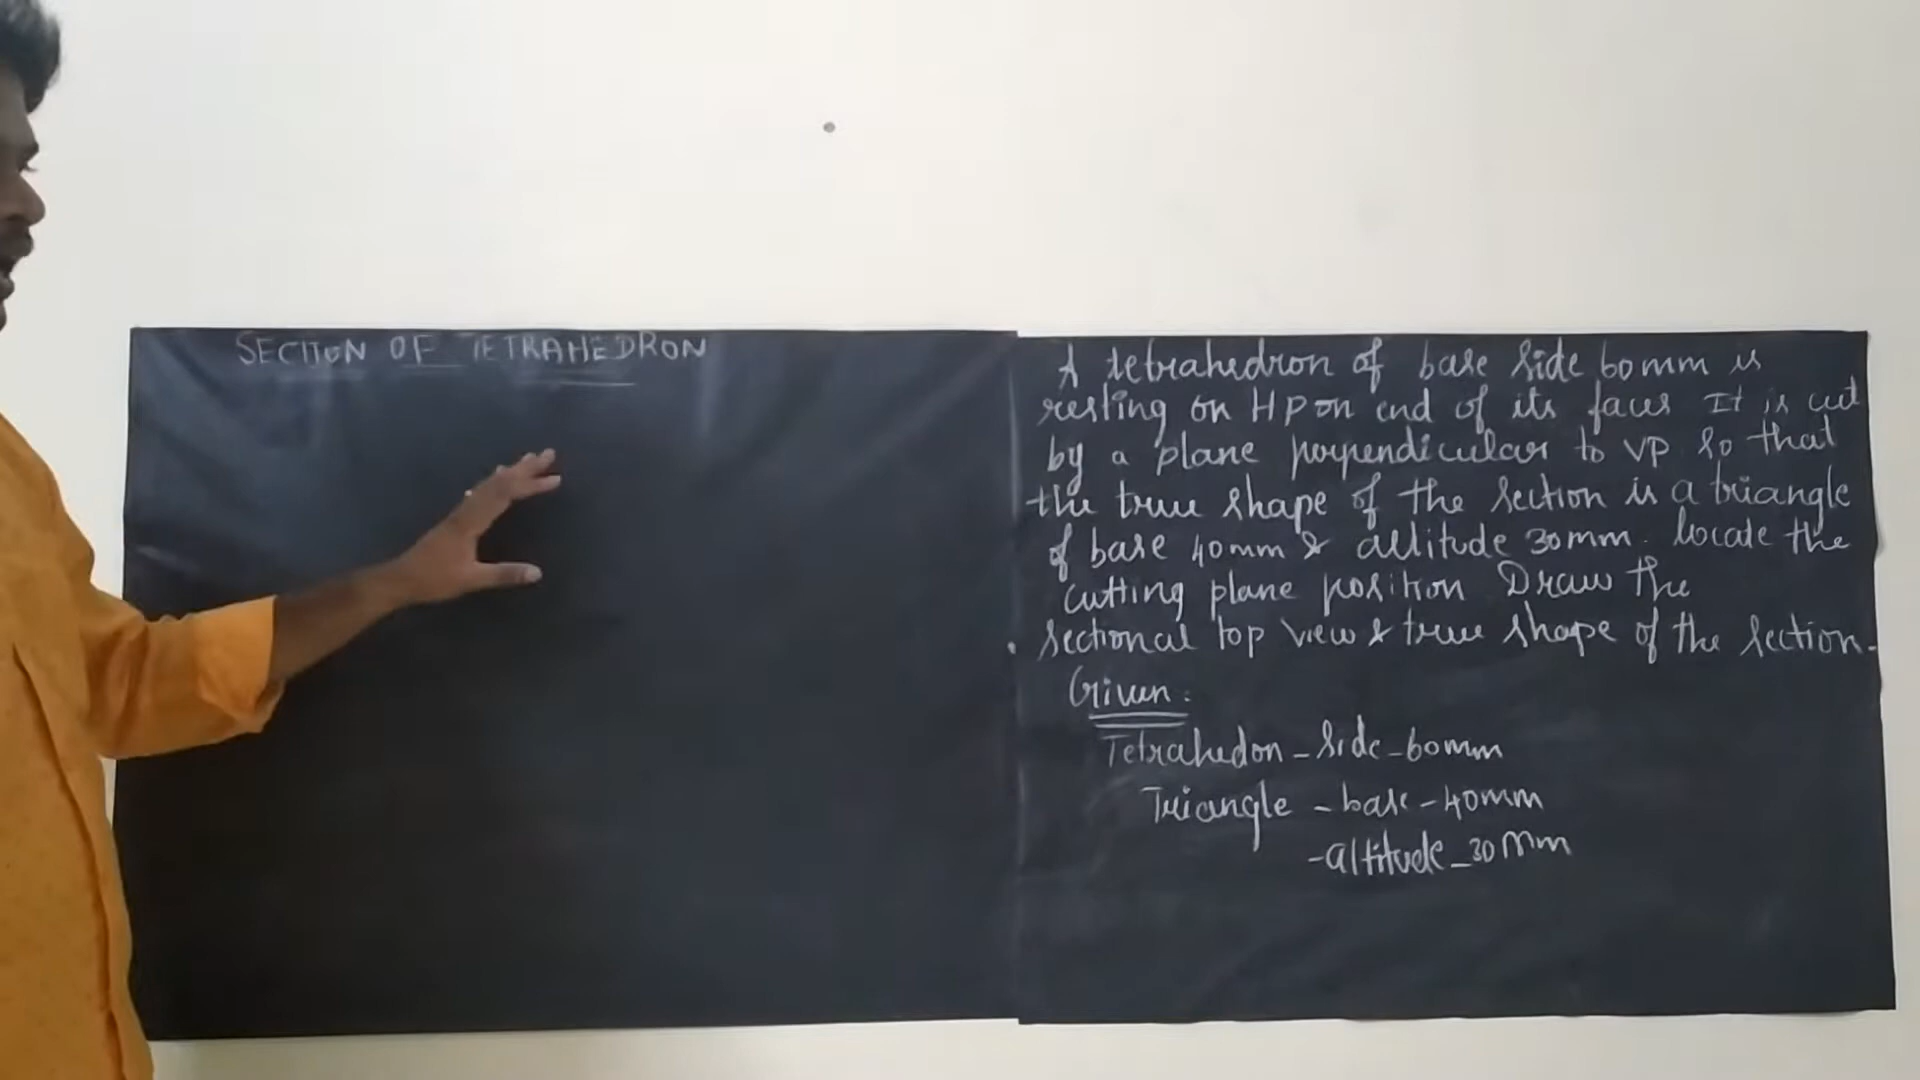 SECTION OF TETRAHEDRON
A tetrahedron of base side 60mm is
resting on HP on end of its faces It is cut
by a plane perpendicular to VP so that
the true shape of the section is a triangle
of base 40mm & altitude 30mm. locate the
cutting plane position Draw the
sectional top view & true shape of the section.
Given:
Tetrahedon - side - 60mm
Triangle - base - 40mm
- altitude - 30mm